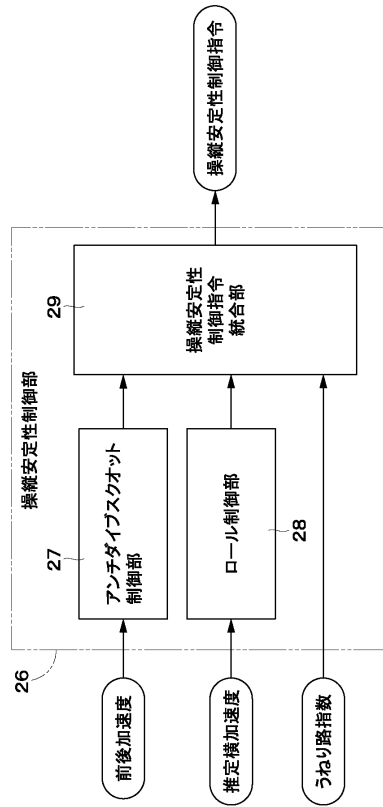 操縦安定性制御部
26
前後加速度
推定横加速度
うねり路指数
27
アンチダイブスクオット
制御部
ロール制御部
28
29
操縦安定性
制御指令
統合部
操縦安定性制御指令